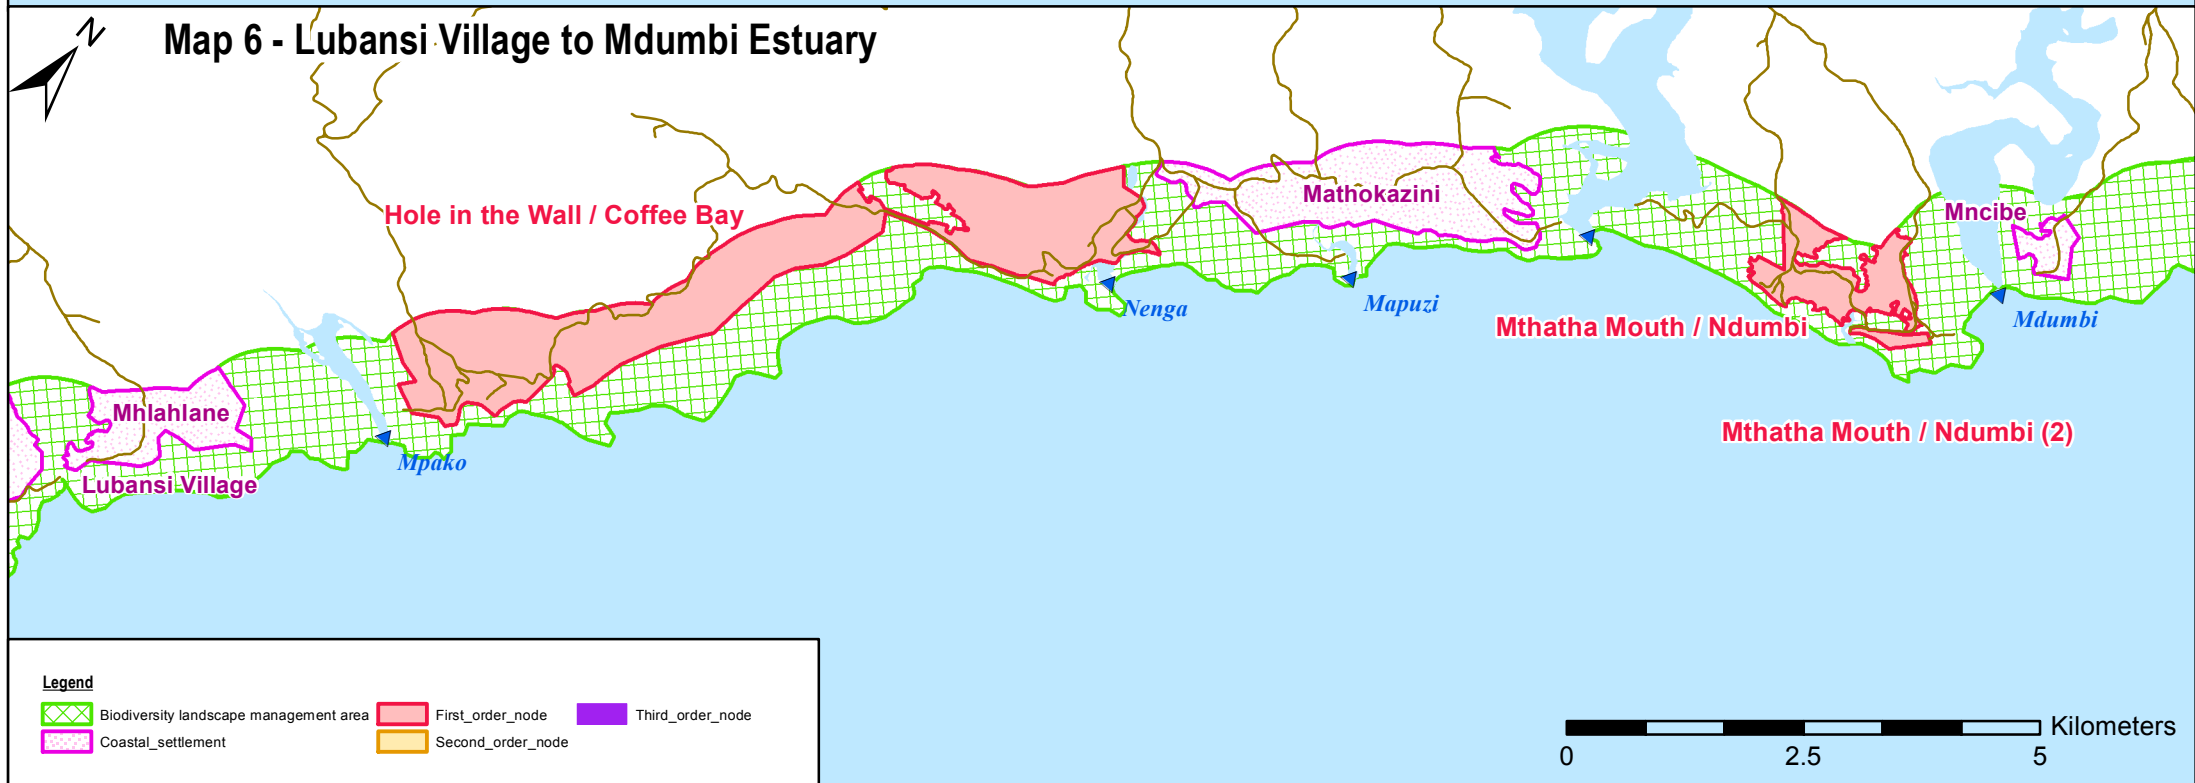 N
Map 6 - Lubansi Village to Mdumbi Estuary
Hole in the Wall / Coffee Bay
Mathokazini
Mncibe
Nenga
Mapuzi
Mthatha Mouth / Ndumbi
Mdumbi
Mhlahlane
Mthatha Mouth / Ndumbi (2)
Mpako
Lubansi Village
Legend
Biodiversity landscape management area
First_order_node
Third_order_node
Coastal_settlement
Second_order_node
Kilometers
0 2.5 5